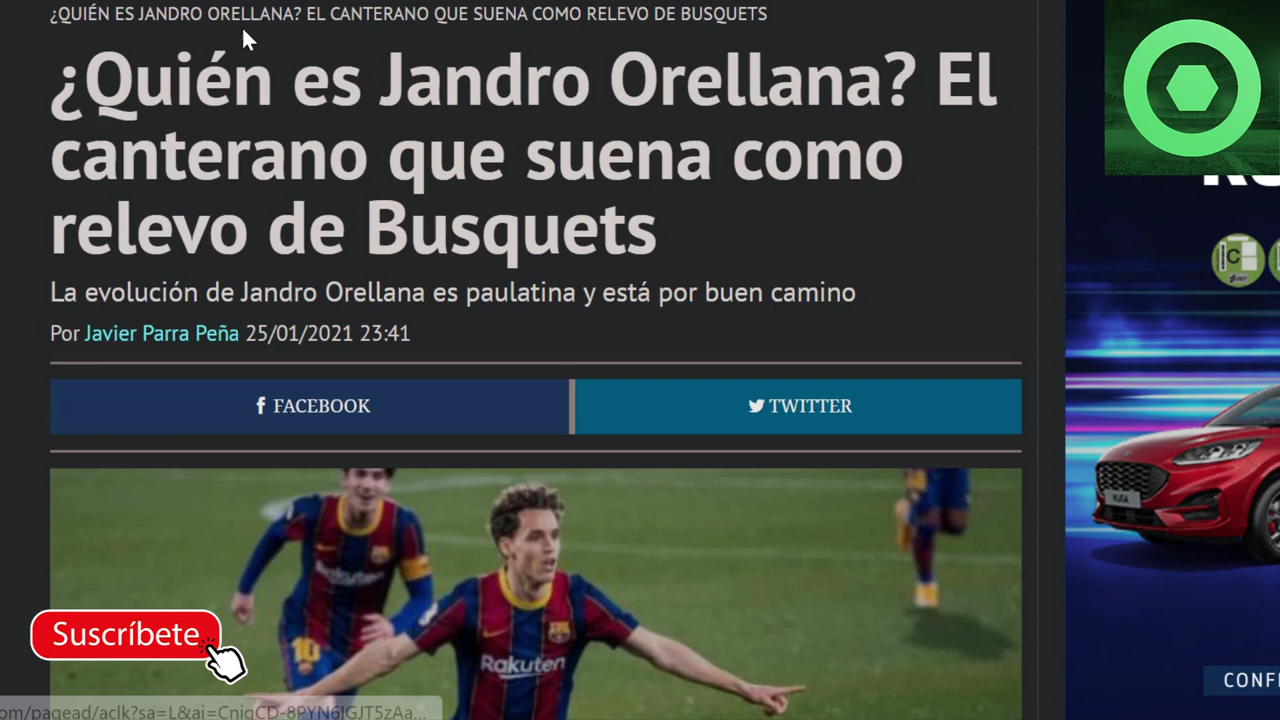 ¿QUIÉN ES JANDRO ORELLANA? EL CANTERANO QUE SUENA COMO RELEVO DE BUSQUETS
¿Quién es Jandro Orellana? El
canterano que suena como
relevo de Busquets
La evolución de Jandro Orellana es paulatina y está por buen camino
Por Javier Parra Peña 25/01/2021 23:41
FACEBOOK
TWITTER
KUGA
Rakuten
10
Rakuten
Suscríbete
CONF